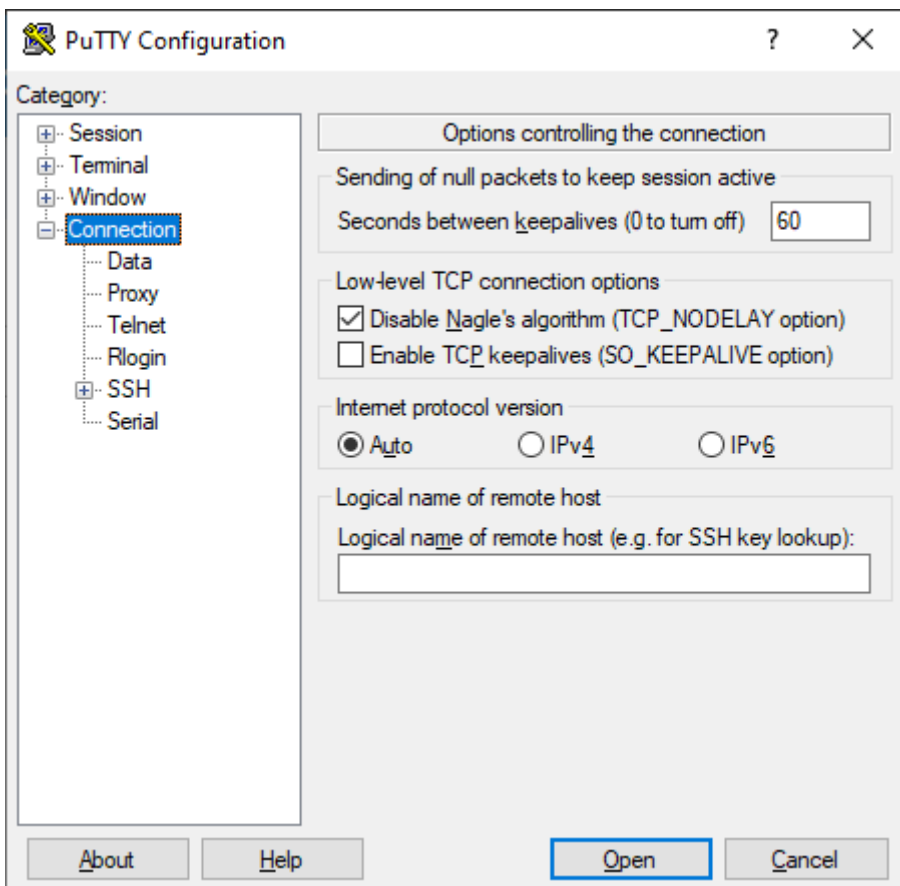 PuTTY Configuration
?
Category:
Session
Terminal
Window
Connection
Data
Proxy
Telnet
Rlogin
SSH
Serial
Options controlling the connection
Sending of null packets to keep session active
Seconds between keepalives (0 to turn off) 60
Low-level TCP connection options
Disable Nagle's algorithm (TCP_NODELAY option)
Enable TCP keepalives (SO_KEEPALIVE option)
Internet protocol version
Auto IPv4 IPv6
Logical name of remote host
Logical name of remote host (e.g. for SSH key lookup):
About Help Open Cancel